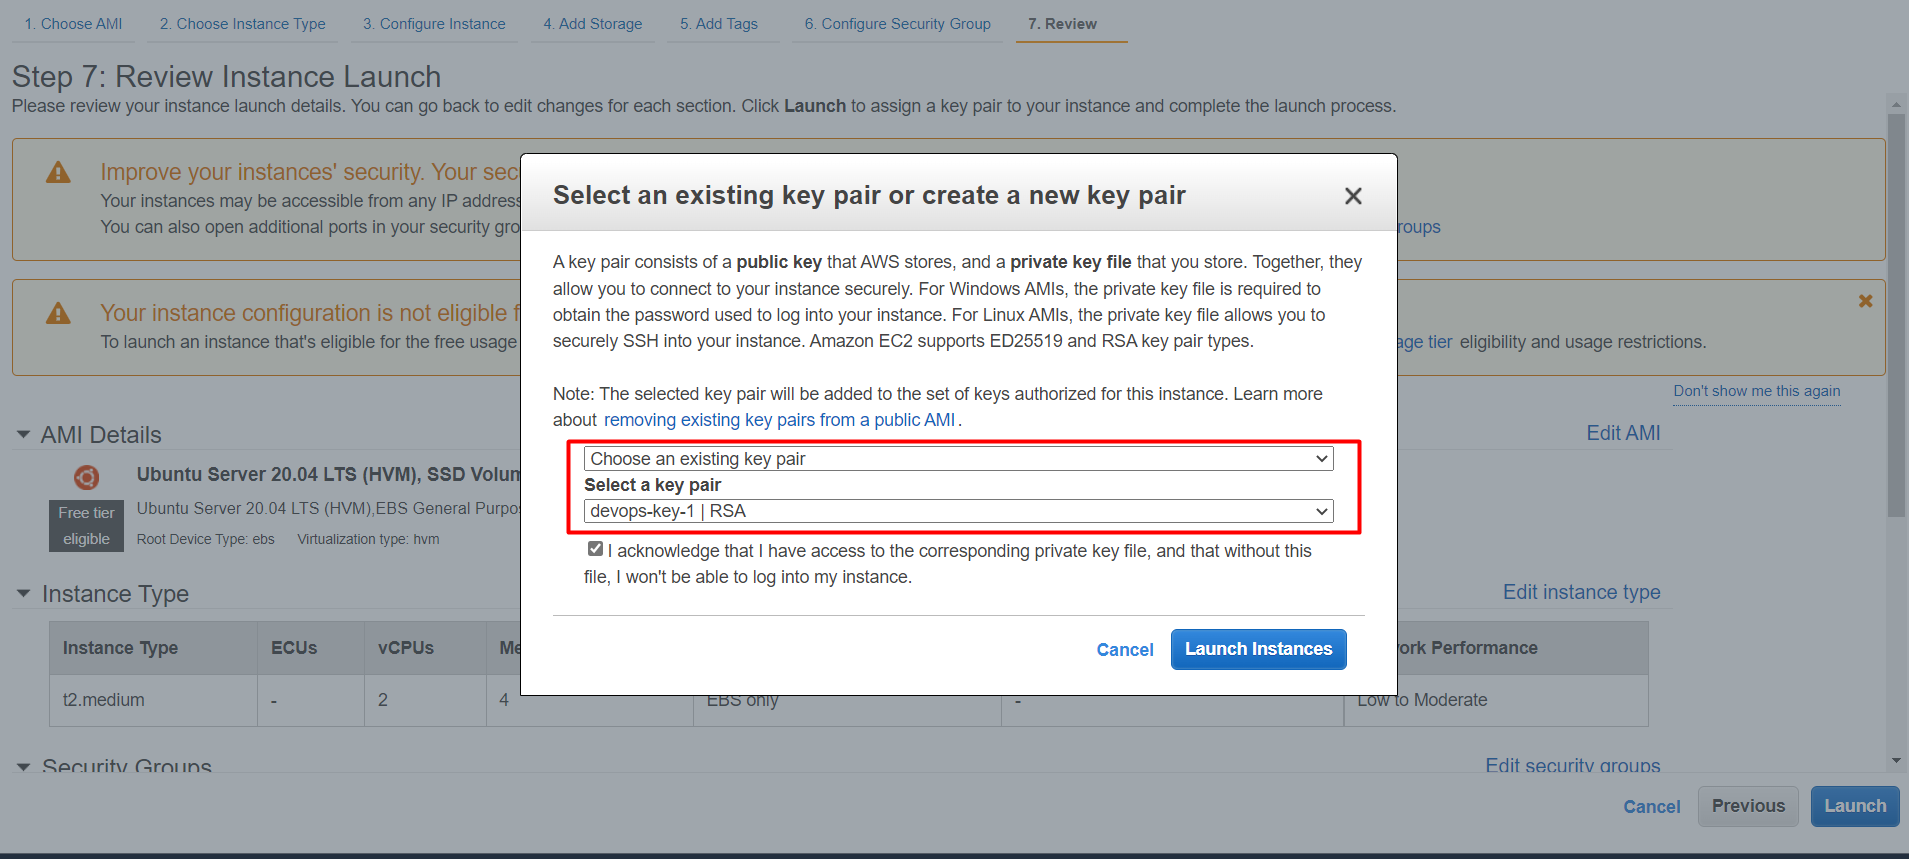 1. Choose AMI 2. Choose Instance Type 3. Configure Instance 4. Add Storage 5. Add Tags 6. Configure Security Group 7. Review
Step 7: Review Instance Launch
Please review your instance launch details. You can go back to edit changes for each section. Click Launch to assign a key pair to your instance and complete the launch process.
Improve your instances' security. Your sec
Your instances may be accessible from any IP address
You can also open additional ports in your security gro
roups
Your instance configuration is not eligible f
To launch an instance that's eligible for the free usage
age tier eligibility and usage restrictions.
Don't show me this again
AMI Details
Edit AMI
Ubuntu Server 20.04 LTS (HVM), SSD Volum
Free tier
eligible
Ubuntu Server 20.04 LTS (HVM),EBS General Purpos
Root Device Type: ebs Virtualization type: hvm
Instance Type
Edit instance type
Instance Type ECUs vCPUs Me
ork Performance
t2.medium - 2 4 EBS only - Low to Moderate
Security Groups
Edit security groups
Cancel Previous Launch
Select an existing key pair or create a new key pair
A key pair consists of a public key that AWS stores, and a private key file that you store. Together, they
allow you to connect to your instance securely. For Windows AMIs, the private key file is required to
obtain the password used to log into your instance. For Linux AMIs, the private key file allows you to
securely SSH into your instance. Amazon EC2 supports ED25519 and RSA key pair types.
Note: The selected key pair will be added to the set of keys authorized for this instance. Learn more
about removing existing key pairs from a public AMI.
Choose an existing key pair
Select a key pair
devops-key-1 | RSA
I acknowledge that I have access to the corresponding private key file, and that without this
file, I won't be able to log into my instance.
Cancel Launch Instances